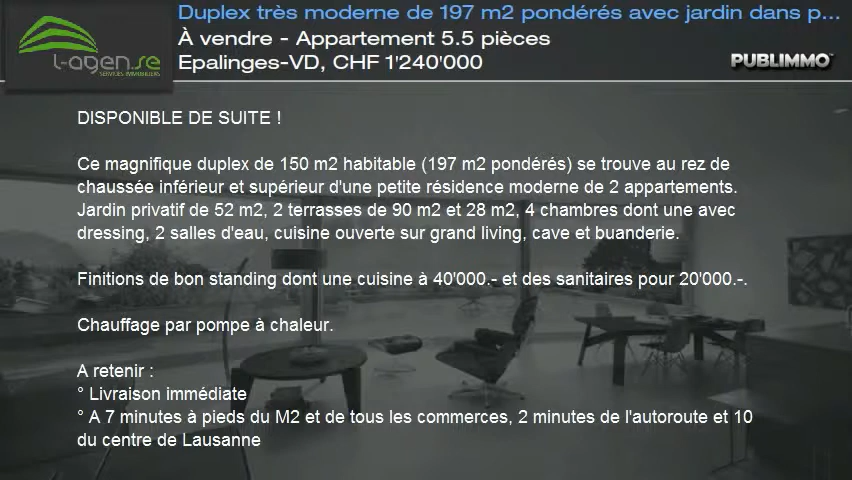 Duplex très moderne de 197 m2 pondérés avec jardin dans p...
À vendre - Appartement 5.5 pièces
Epalinges-VD, CHF 1'240'000
l-agence
SERVICES IMMOBILIERS
PUBLIMMO
DISPONIBLE DE SUITE !
Ce magnifique duplex de 150 m2 habitable (197 m2 pondérés) se trouve au rez de
chaussée inférieur et supérieur d'une petite résidence moderne de 2 appartements.
Jardin privatif de 52 m2, 2 terrasses de 90 m2 et 28 m2, 4 chambres dont une avec
dressing, 2 salles d'eau, cuisine ouverte sur grand living, cave et buanderie.
Finitions de bon standing dont une cuisine à 40'000.- et des sanitaires pour 20'000.-.
Chauffage par pompe à chaleur.
A retenir :
° Livraison immédiate
° A 7 minutes à pieds du M2 et de tous les commerces, 2 minutes de l'autoroute et 10
du centre de Lausanne